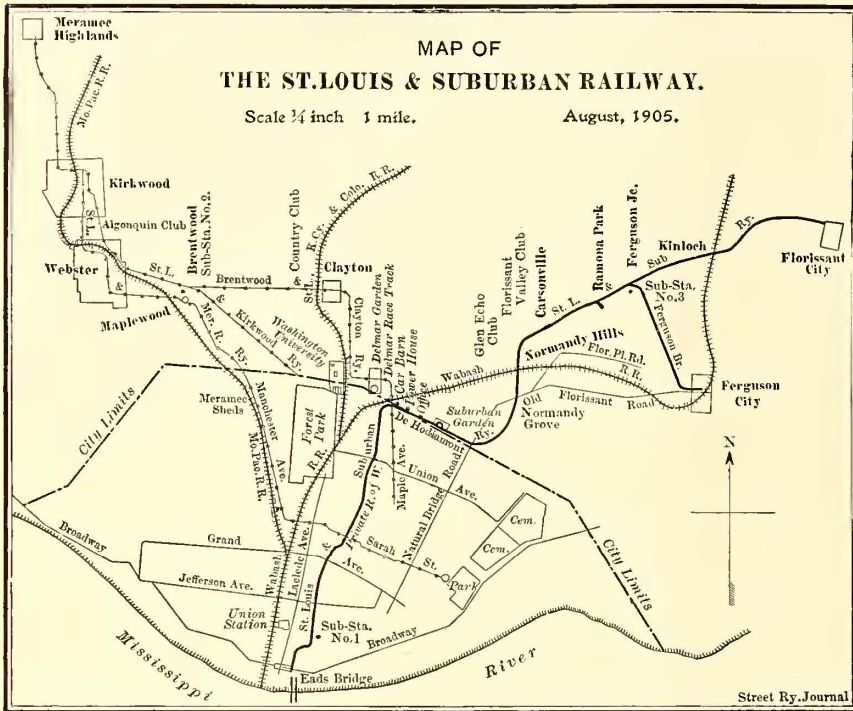 MAP OF
THE ST. LOUIS & SUBURBAN RAILWAY.
Scale ¼ inch 1 mile.
August, 1905.
Meramec
Highlands
Mo. Pac. R.R.
Kirkwood
St. L.
Algonquin Club
Webster
&
Maplewood
Brentwood
Sub-Sta. No. 2.
St. L.
Brentwood
& Country Club
St. L., K. Cy. & Colo. R.R.
Clayton
Clayton
Ry.
&
Kirkwood
Ry.
Mer. R.
Ry.
Washington
University
Delmar Garden
Delmar Race Track
Car Barn
Power House
Office
Glen Echo
Club
Florissant
Valley Club
Carsonville
St. L.
Ramona Park
&
Ferguson Jc.
Sub
Kinloch
Ry.
Florissant
City
Sub-Sta.
No. 3
Ferguson Br.
Normandy Hills
Flor. Pl. Rd.
Wabash
R.R.
Ferguson
City
Old
Florissant
Road
Normandy
Grove
Suburban
Garden
Ry.
De Hodiamont
City Limits
Meramec
Sheds
Manchester
Ave.
Mo. Pac. R.R.
Forest
Park
R.R.
Suburban
Private R. of W.
Maple Ave.
Union
Ave.
Natural Bridge Road
Cem.
Cem.
N
Broadway
Grand
Ave.
Sarah
St.
Park
City Limits
Jefferson Ave.
Wabash
Laclede Ave.
&
St. Louis
Union
Station
Sub-Sta.
No. 1
Broadway
Mississippi
River
Eads Bridge
Street Ry. Journal